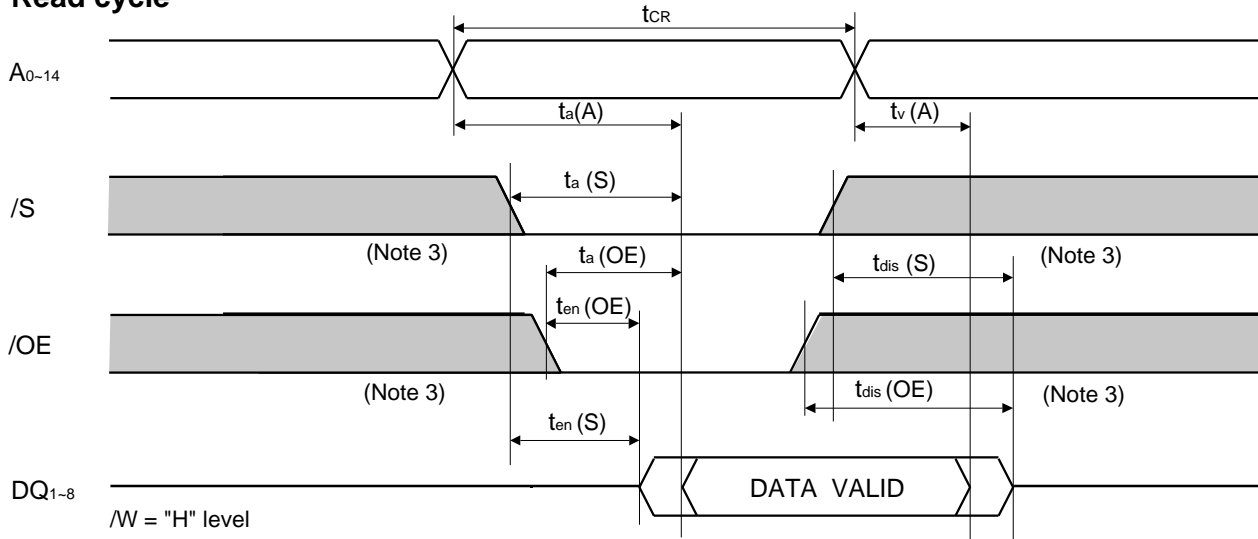 Read cycle
tCR
A0~14
ta(A)
tv (A)
/S
ta (S)
(Note 3)
ta (OE)
tdis (S)
(Note 3)
ten (OE)
/OE
(Note 3)
tdis (OE)
(Note 3)
ten (S)
DQ1~8
DATA VALID
/W = "H" level